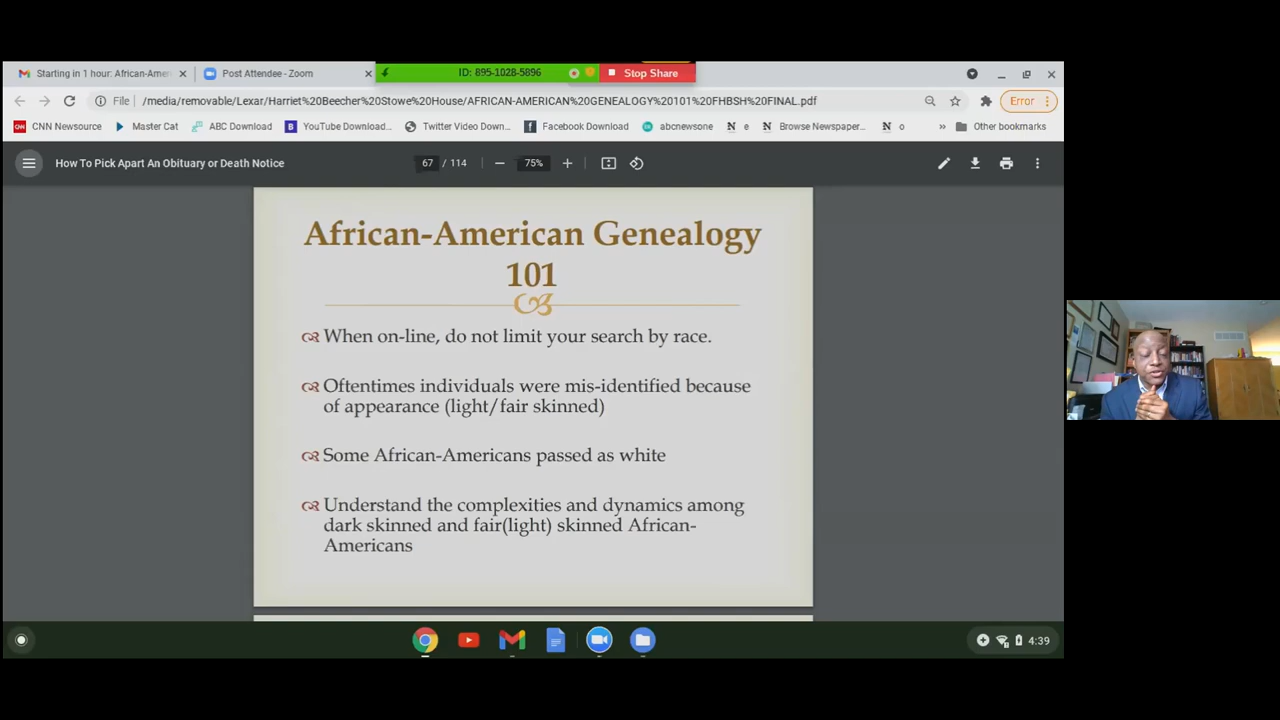 Starting in 1 hour: African-Amer
Post Attendee - Zoom
ID: 895-1028-5896
Stop Share
File
/media/removable/Lexar/Harriet%20Beecher%20Stowe%20House/AFRICAN-AMERICAN%20GENEALOGY%20101%20FHBSH%20FINAL.pdf
Error
CNN Newsource
Master Cat
ABC Download
YouTube Download...
Twitter Video Down...
Facebook Download
abcnewsone
N e
N Browse Newspaper...
N o
»
Other bookmarks
How To Pick Apart An Obituary or Death Notice
67 / 114
75%
African-American Genealogy
101
When on-line, do not limit your search by race.
Oftentimes individuals were mis-identified because
of appearance (light/fair skinned)
Some African-Americans passed as white
Understand the complexities and dynamics among
dark skinned and fair(light) skinned African-
Americans
4:39